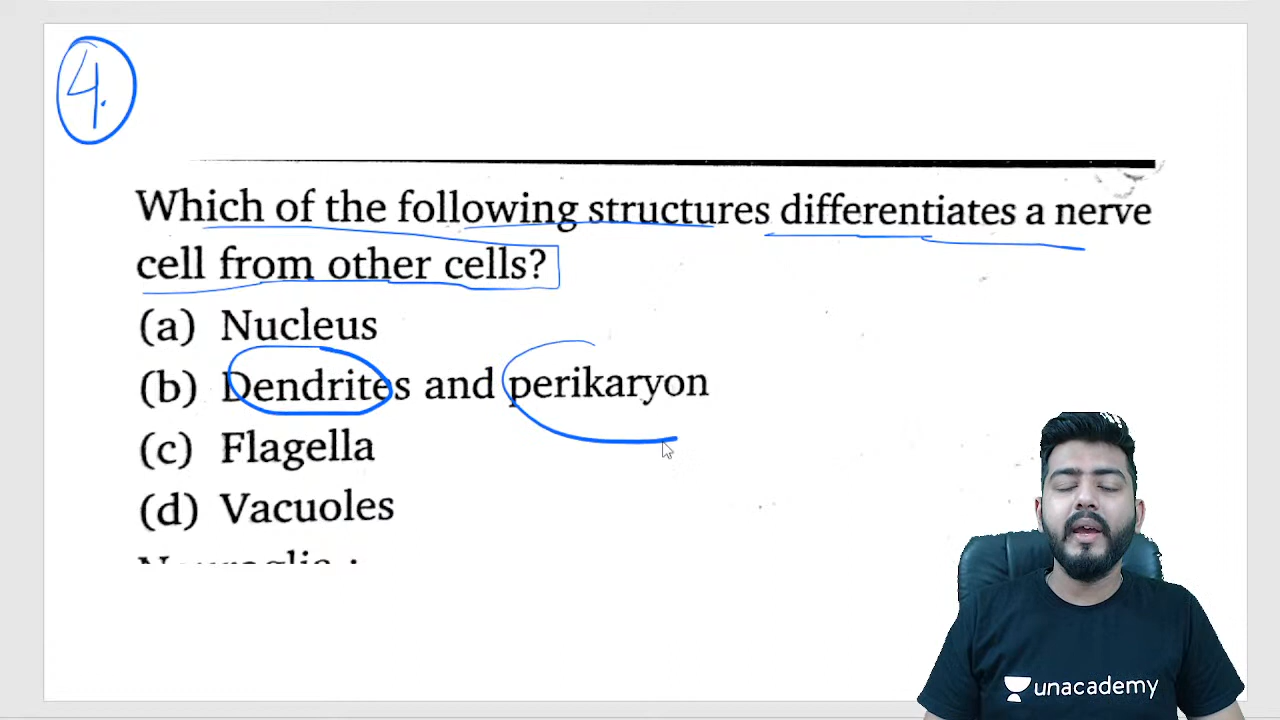 4.
Which of the following structures differentiates a nerve
cell from other cells?
(a) Nucleus
(b) Dendrites and perikaryon
(c) Flagella
(d) Vacuoles
unacademy